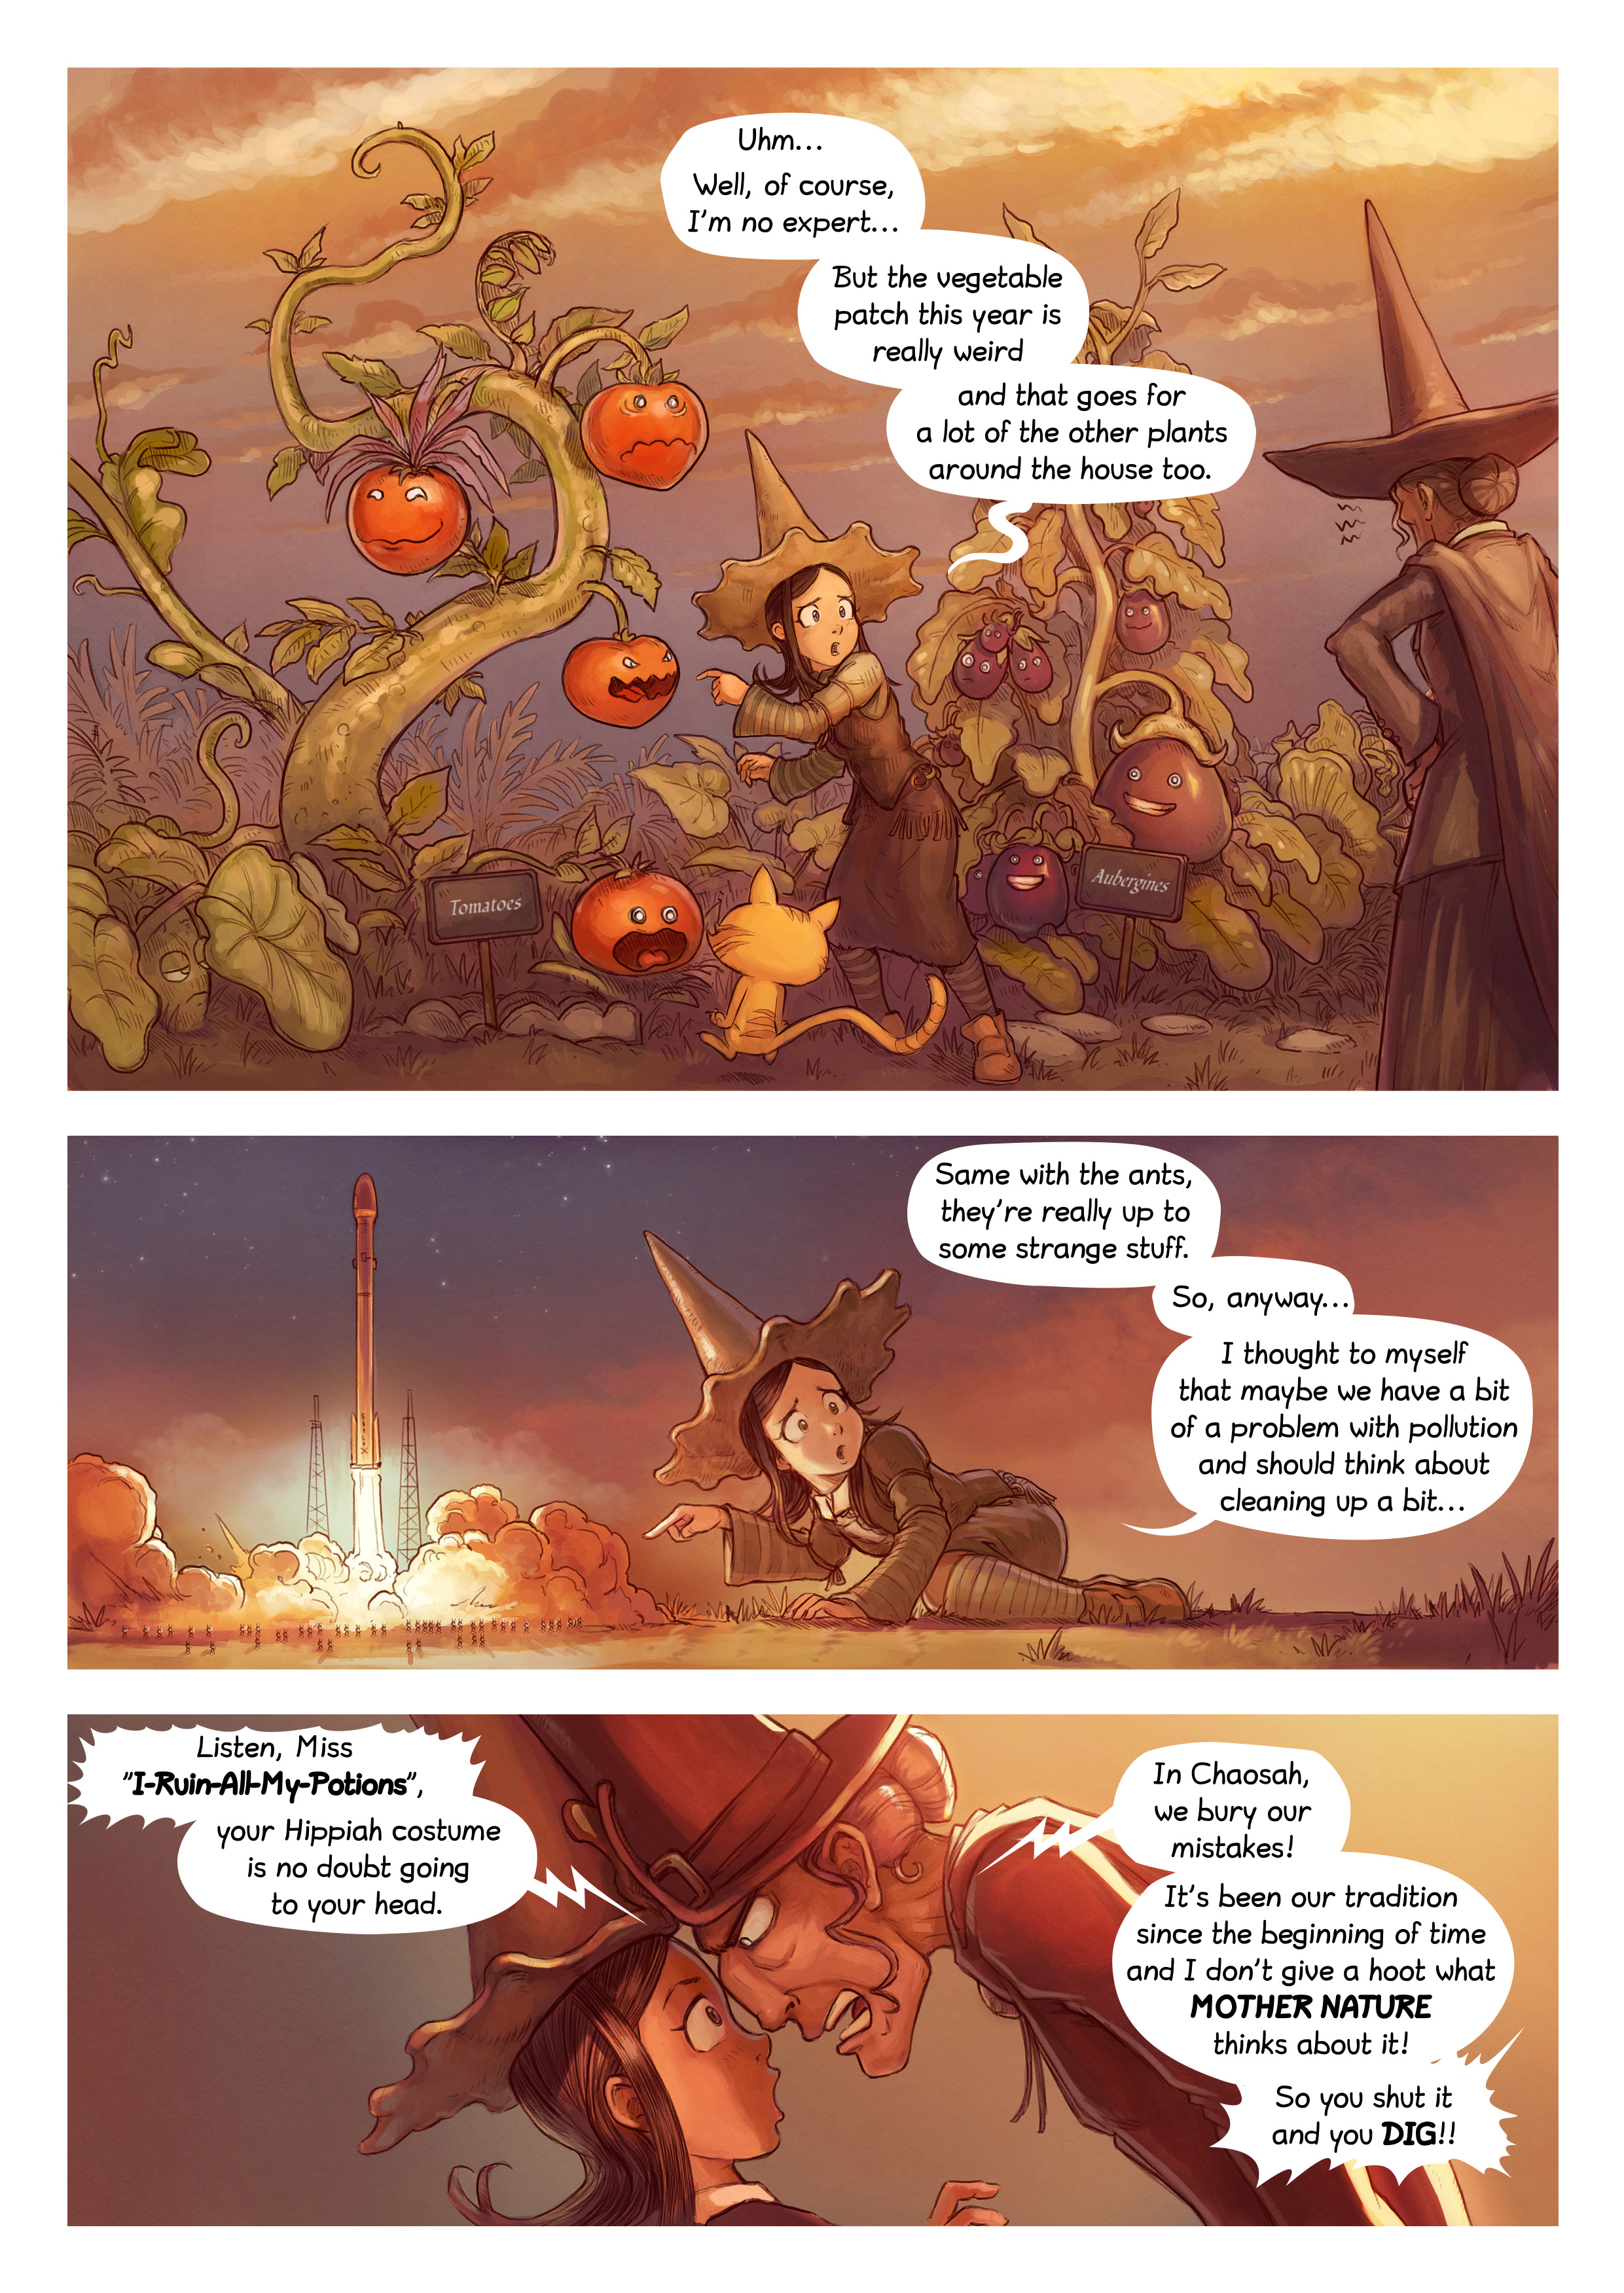 Uhm...
Well, of course,
I'm no expert...
But the vegetable
patch this year is
really weird
and that goes for
a lot of the other plants
around the house too.
Tomatoes
Aubergines
Same with the ants,
they're really up to
some strange stuff.
So, anyway...
I thought to myself
that maybe we have a bit
of a problem with pollution
and should think about
cleaning up a bit...
Listen, Miss
"I-Ruin-All-My-Potions",
your Hippiah costume
is no doubt going
to your head.
In Chaosah,
we bury our
mistakes!
It's been our tradition
since the beginning of time
and I don't give a hoot what
MOTHER NATURE
thinks about it!
So you shut it
and you DIG!!